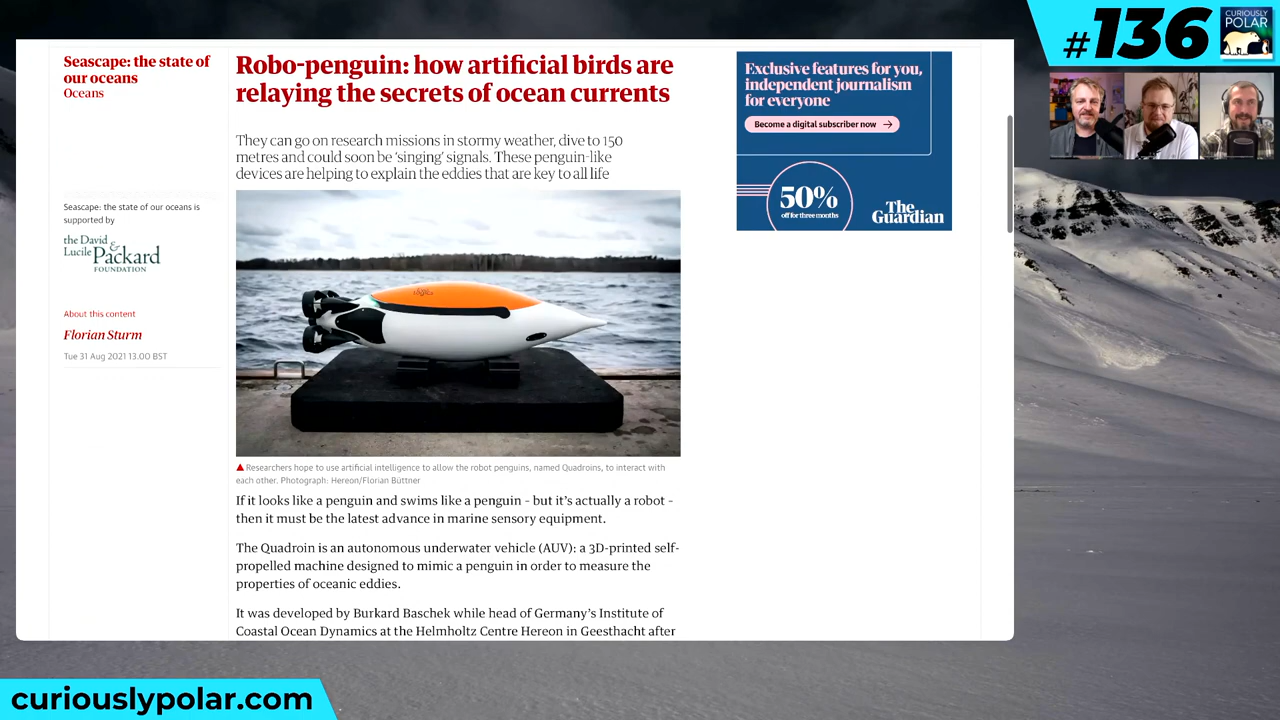 Seascape: the state of
our oceans
Oceans
Seascape: the state of our oceans is
supported by
the David &
Lucile Packard
FOUNDATION
About this content
Florian Sturm
Tue 31 Aug 2021 13.00 BST
Robo-penguin: how artificial birds are
relaying the secrets of ocean currents
They can go on research missions in stormy weather, dive to 150
metres and could soon be ‘singing’ signals. These penguin-like
devices are helping to explain the eddies that are key to all life
Researchers hope to use artificial intelligence to allow the robot penguins, named Quadroins, to interact with
each other. Photograph: Hereon/Florian Büttner
If it looks like a penguin and swims like a penguin – but it’s actually a robot –
then it must be the latest advance in marine sensory equipment.
The Quadroin is an autonomous underwater vehicle (AUV): a 3D-printed self-
propelled machine designed to mimic a penguin in order to measure the
properties of oceanic eddies.
It was developed by Burkard Baschek while head of Germany’s Institute of
Coastal Ocean Dynamics at the Helmholtz Centre Hereon in Geesthacht after
Exclusive features for you,
independent journalism
for everyone
Become a digital subscriber now →
50%
off for three months
The
Guardian
#136
CURIOUSLY
POLAR
curiouslypolar.com